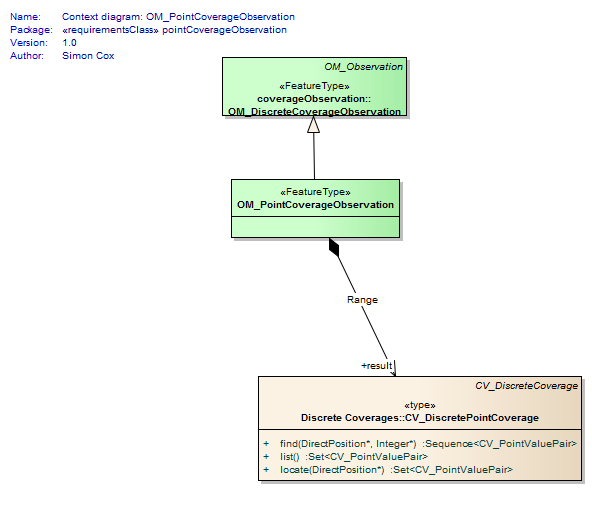 Name: Context diagram: OM_PointCoverageObservation
Package: «requirementsClass» pointCoverageObservation
Version: 1.0
Author: Simon Cox
OM_Observation
«FeatureType»
coverageObservation::
OM_DiscreteCoverageObservation
«FeatureType»
OM_PointCoverageObservation
Range
+result
CV_DiscreteCoverage
«type»
Discrete Coverages::CV_DiscretePointCoverage
+ find(DirectPosition*, Integer*) :Sequence<CV_PointValuePair>
+ list() :Set<CV_PointValuePair>
+ locate(DirectPosition*) :Set<CV_PointValuePair>